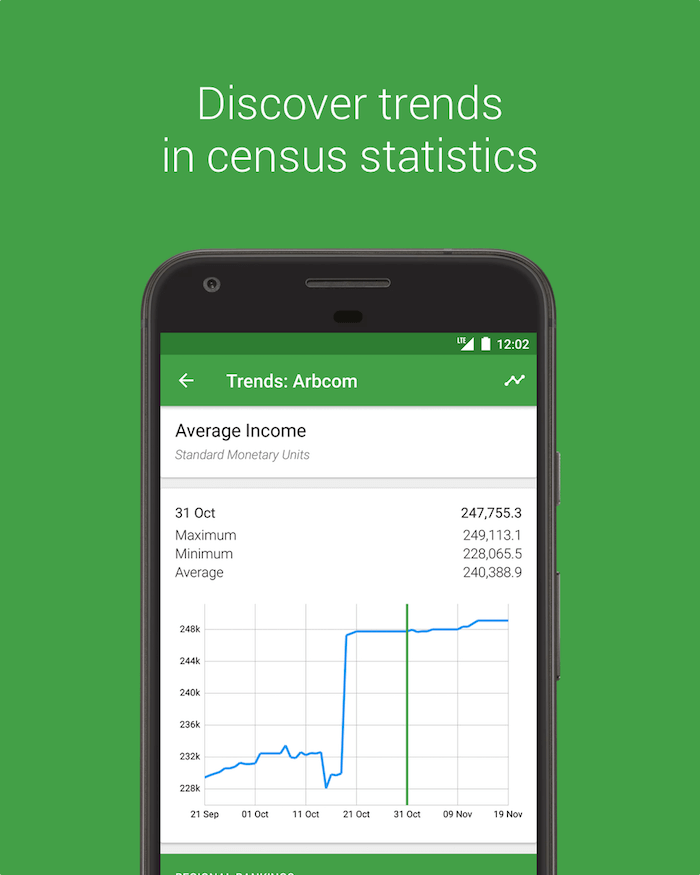 Discover trends
in census statistics
LTE 12:02
Trends: Arbcom
Average Income
Standard Monetary Units
31 Oct 247,755.3
Maximum 249,113.1
Minimum 228,065.5
Average 240,388.9
248k
244k
240k
236k
232k
228k
21 Sep 01 Oct 11 Oct 21 Oct 31 Oct 09 Nov 19 Nov
REGIONAL RANKINGS